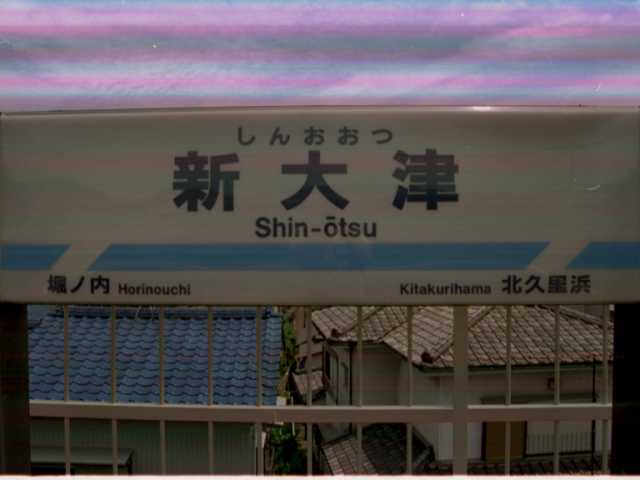 しんおおつ
新大津
Shin-ōtsu
堀ノ内 Horinouchi
Kitakurihama 北久里浜